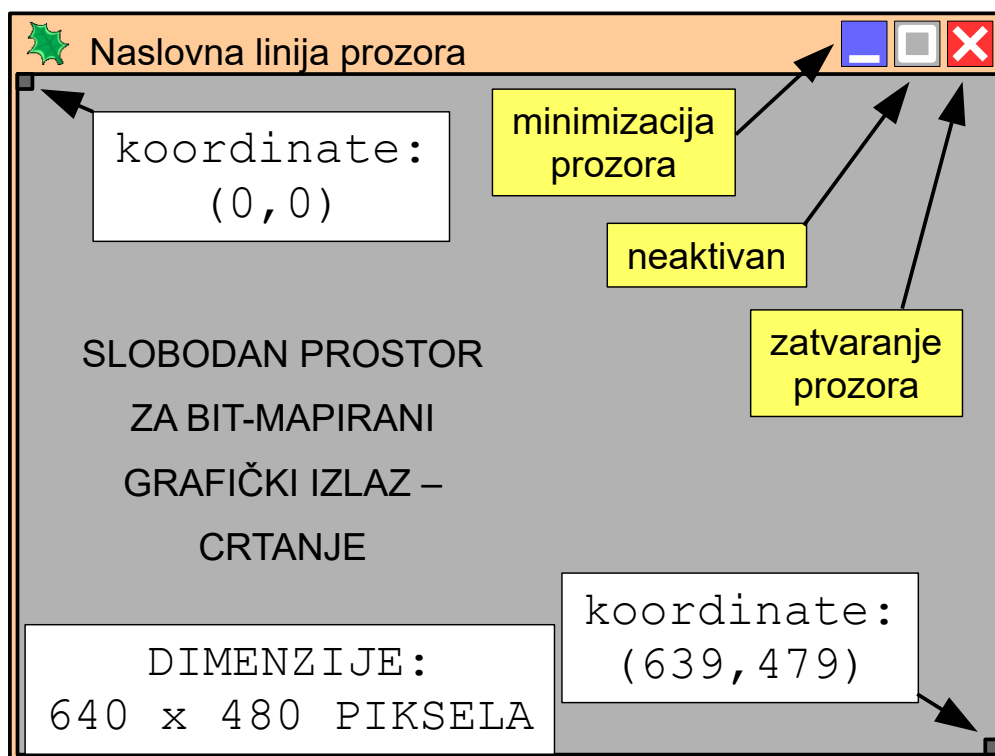 Naslovna linija prozora
koordinate:
(0,0)
minimizacija
prozora
neaktivan
zatvaranje
prozora
SLOBODAN PROSTOR
ZA BIT-MAPIRANI
GRAFIČKI IZLAZ –
CRTANJE
koordinate:
(639,479)
DIMENZIJE:
640 x 480 PIKSELA